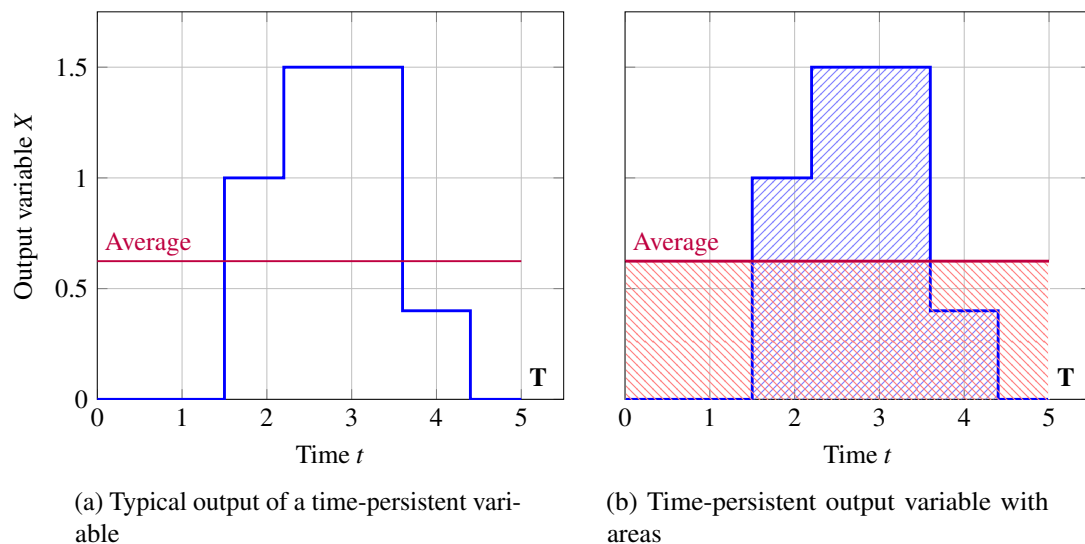 Output variable X
1.5
1
0.5
0
Average
T
0 1 2 3 4 5
Time t
(a) Typical output of a time-persistent vari-
able
Average
T
0 1 2 3 4 5
Time t
(b) Time-persistent output variable with
areas